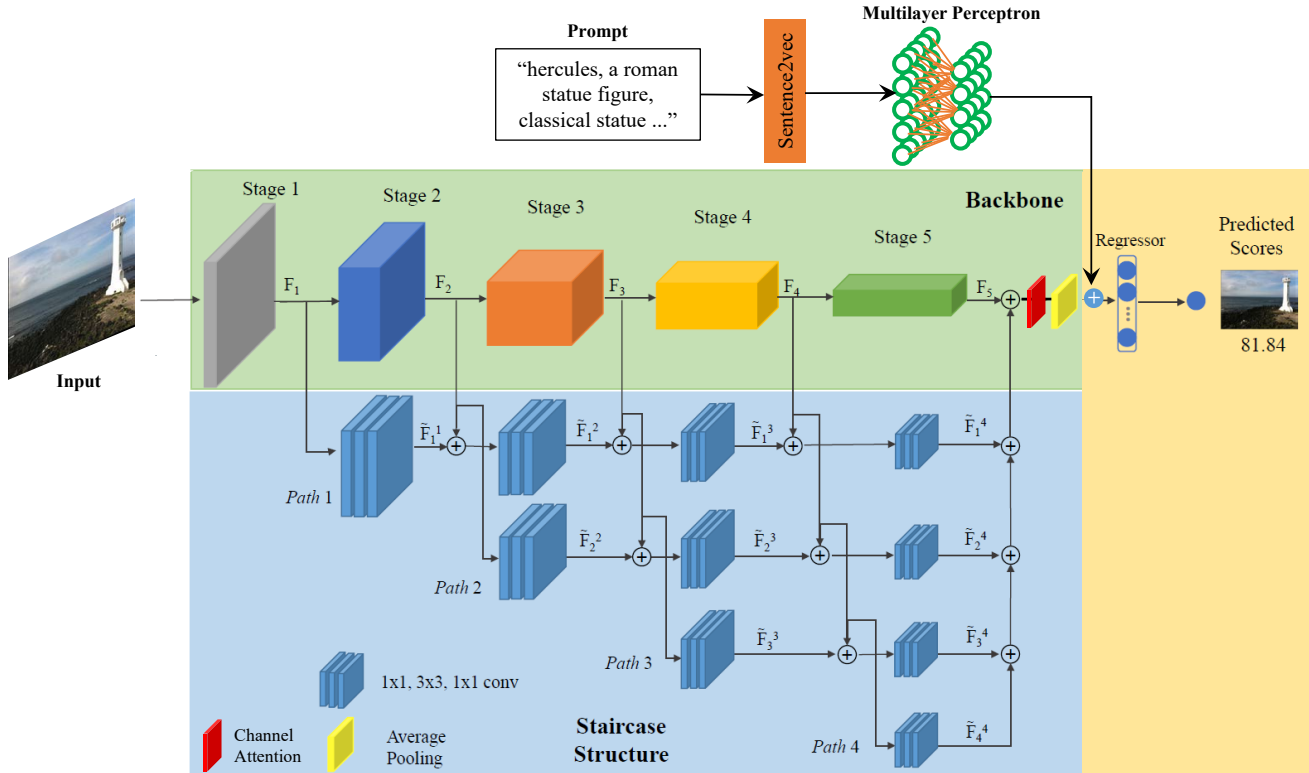 Multilayer Perceptron
Prompt
“hercules, a roman
statue figure,
classical statue ...”
Sentence2vec
Stage 1
Stage 2
Stage 3
Stage 4
Stage 5
Backbone
Regressor
Predicted
Scores
F₁
F₂
F₃
F₄
F₅
81.84
Input
F̃₁¹
F̃₁²
F̃₁³
F̃₁⁴
Path 1
F̃₂²
F̃₂³
F̃₂⁴
Path 2
F̃₃³
F̃₃⁴
Path 3
1x1, 3x3, 1x1 conv
F̃₄⁴
Path 4
Channel
Attention
Average
Pooling
Staircase
Structure